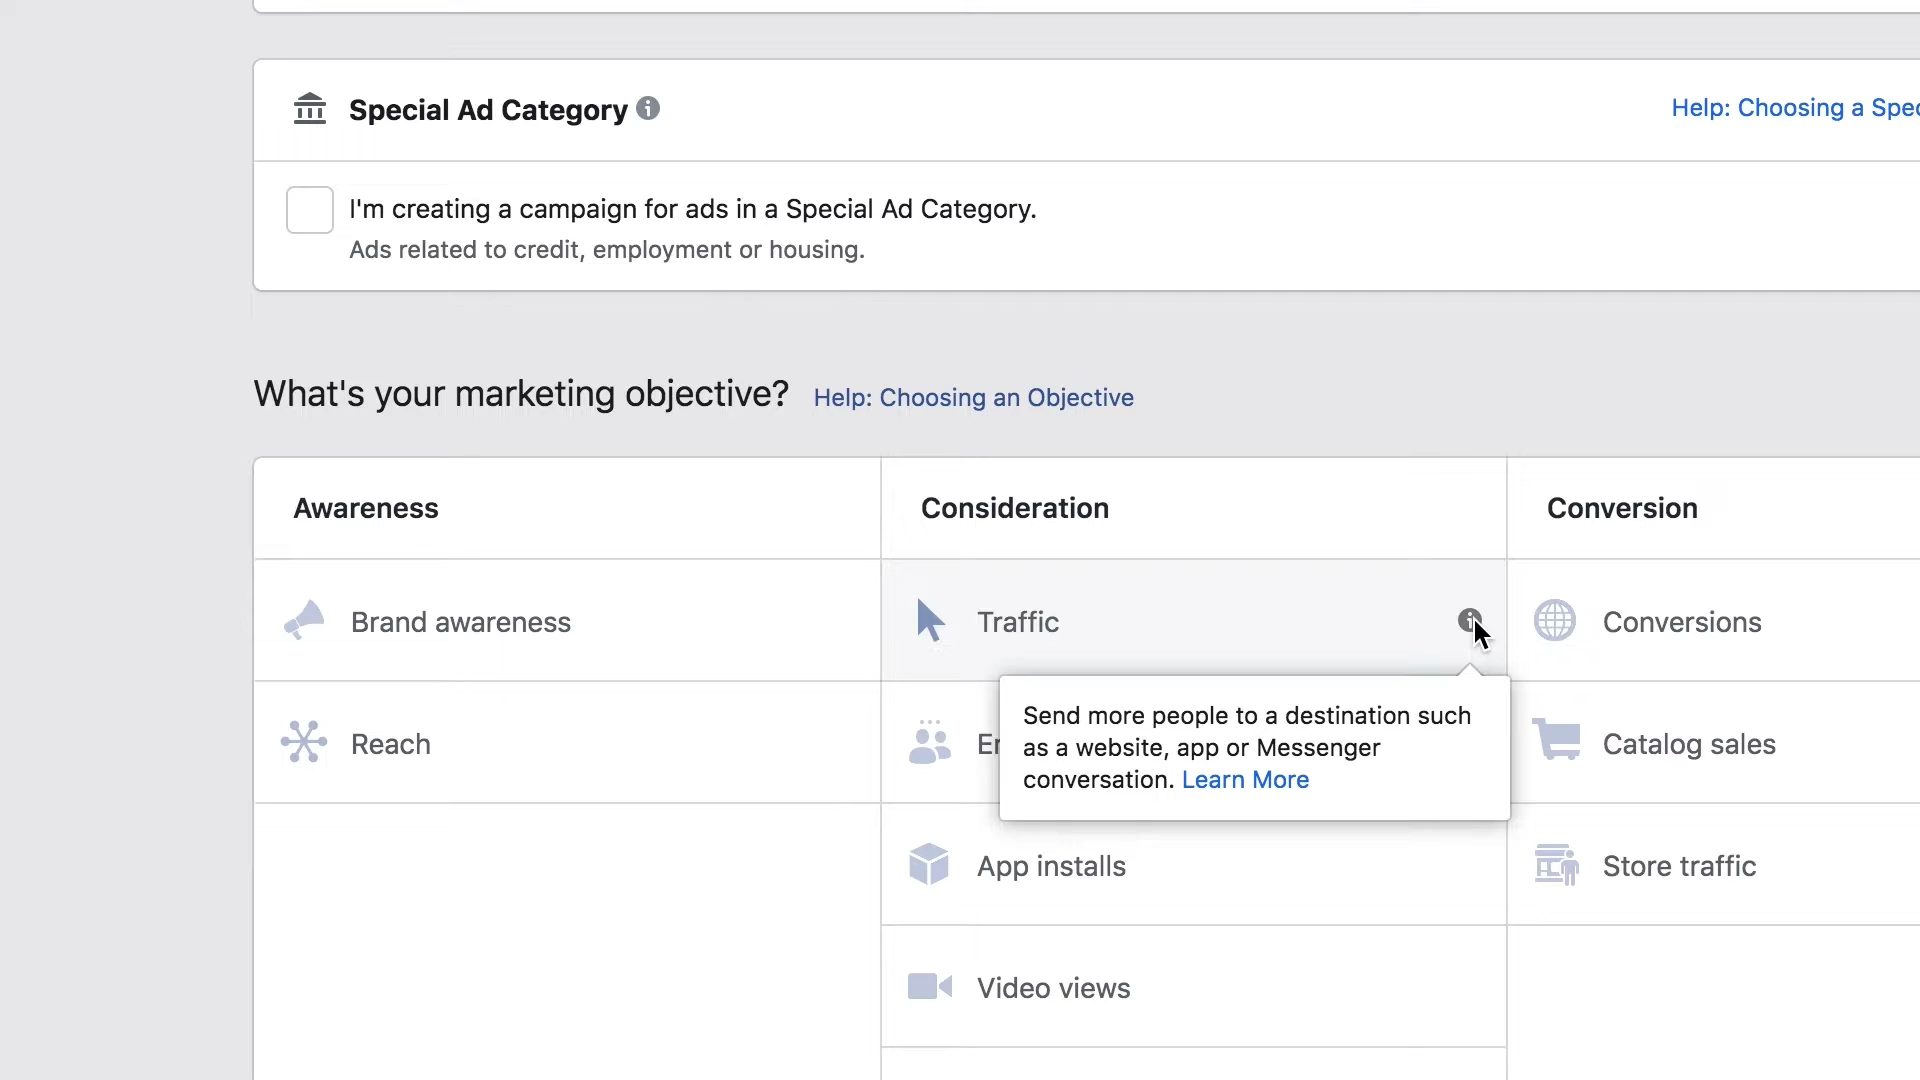 Special Ad Category
Help: Choosing a Spec
I'm creating a campaign for ads in a Special Ad Category.
Ads related to credit, employment or housing.
What's your marketing objective? Help: Choosing an Objective
Awareness
Consideration
Conversion
Brand awareness
Traffic
Conversions
Send more people to a destination such
as a website, app or Messenger
conversation. Learn More
Reach
Catalog sales
App installs
Store traffic
Video views